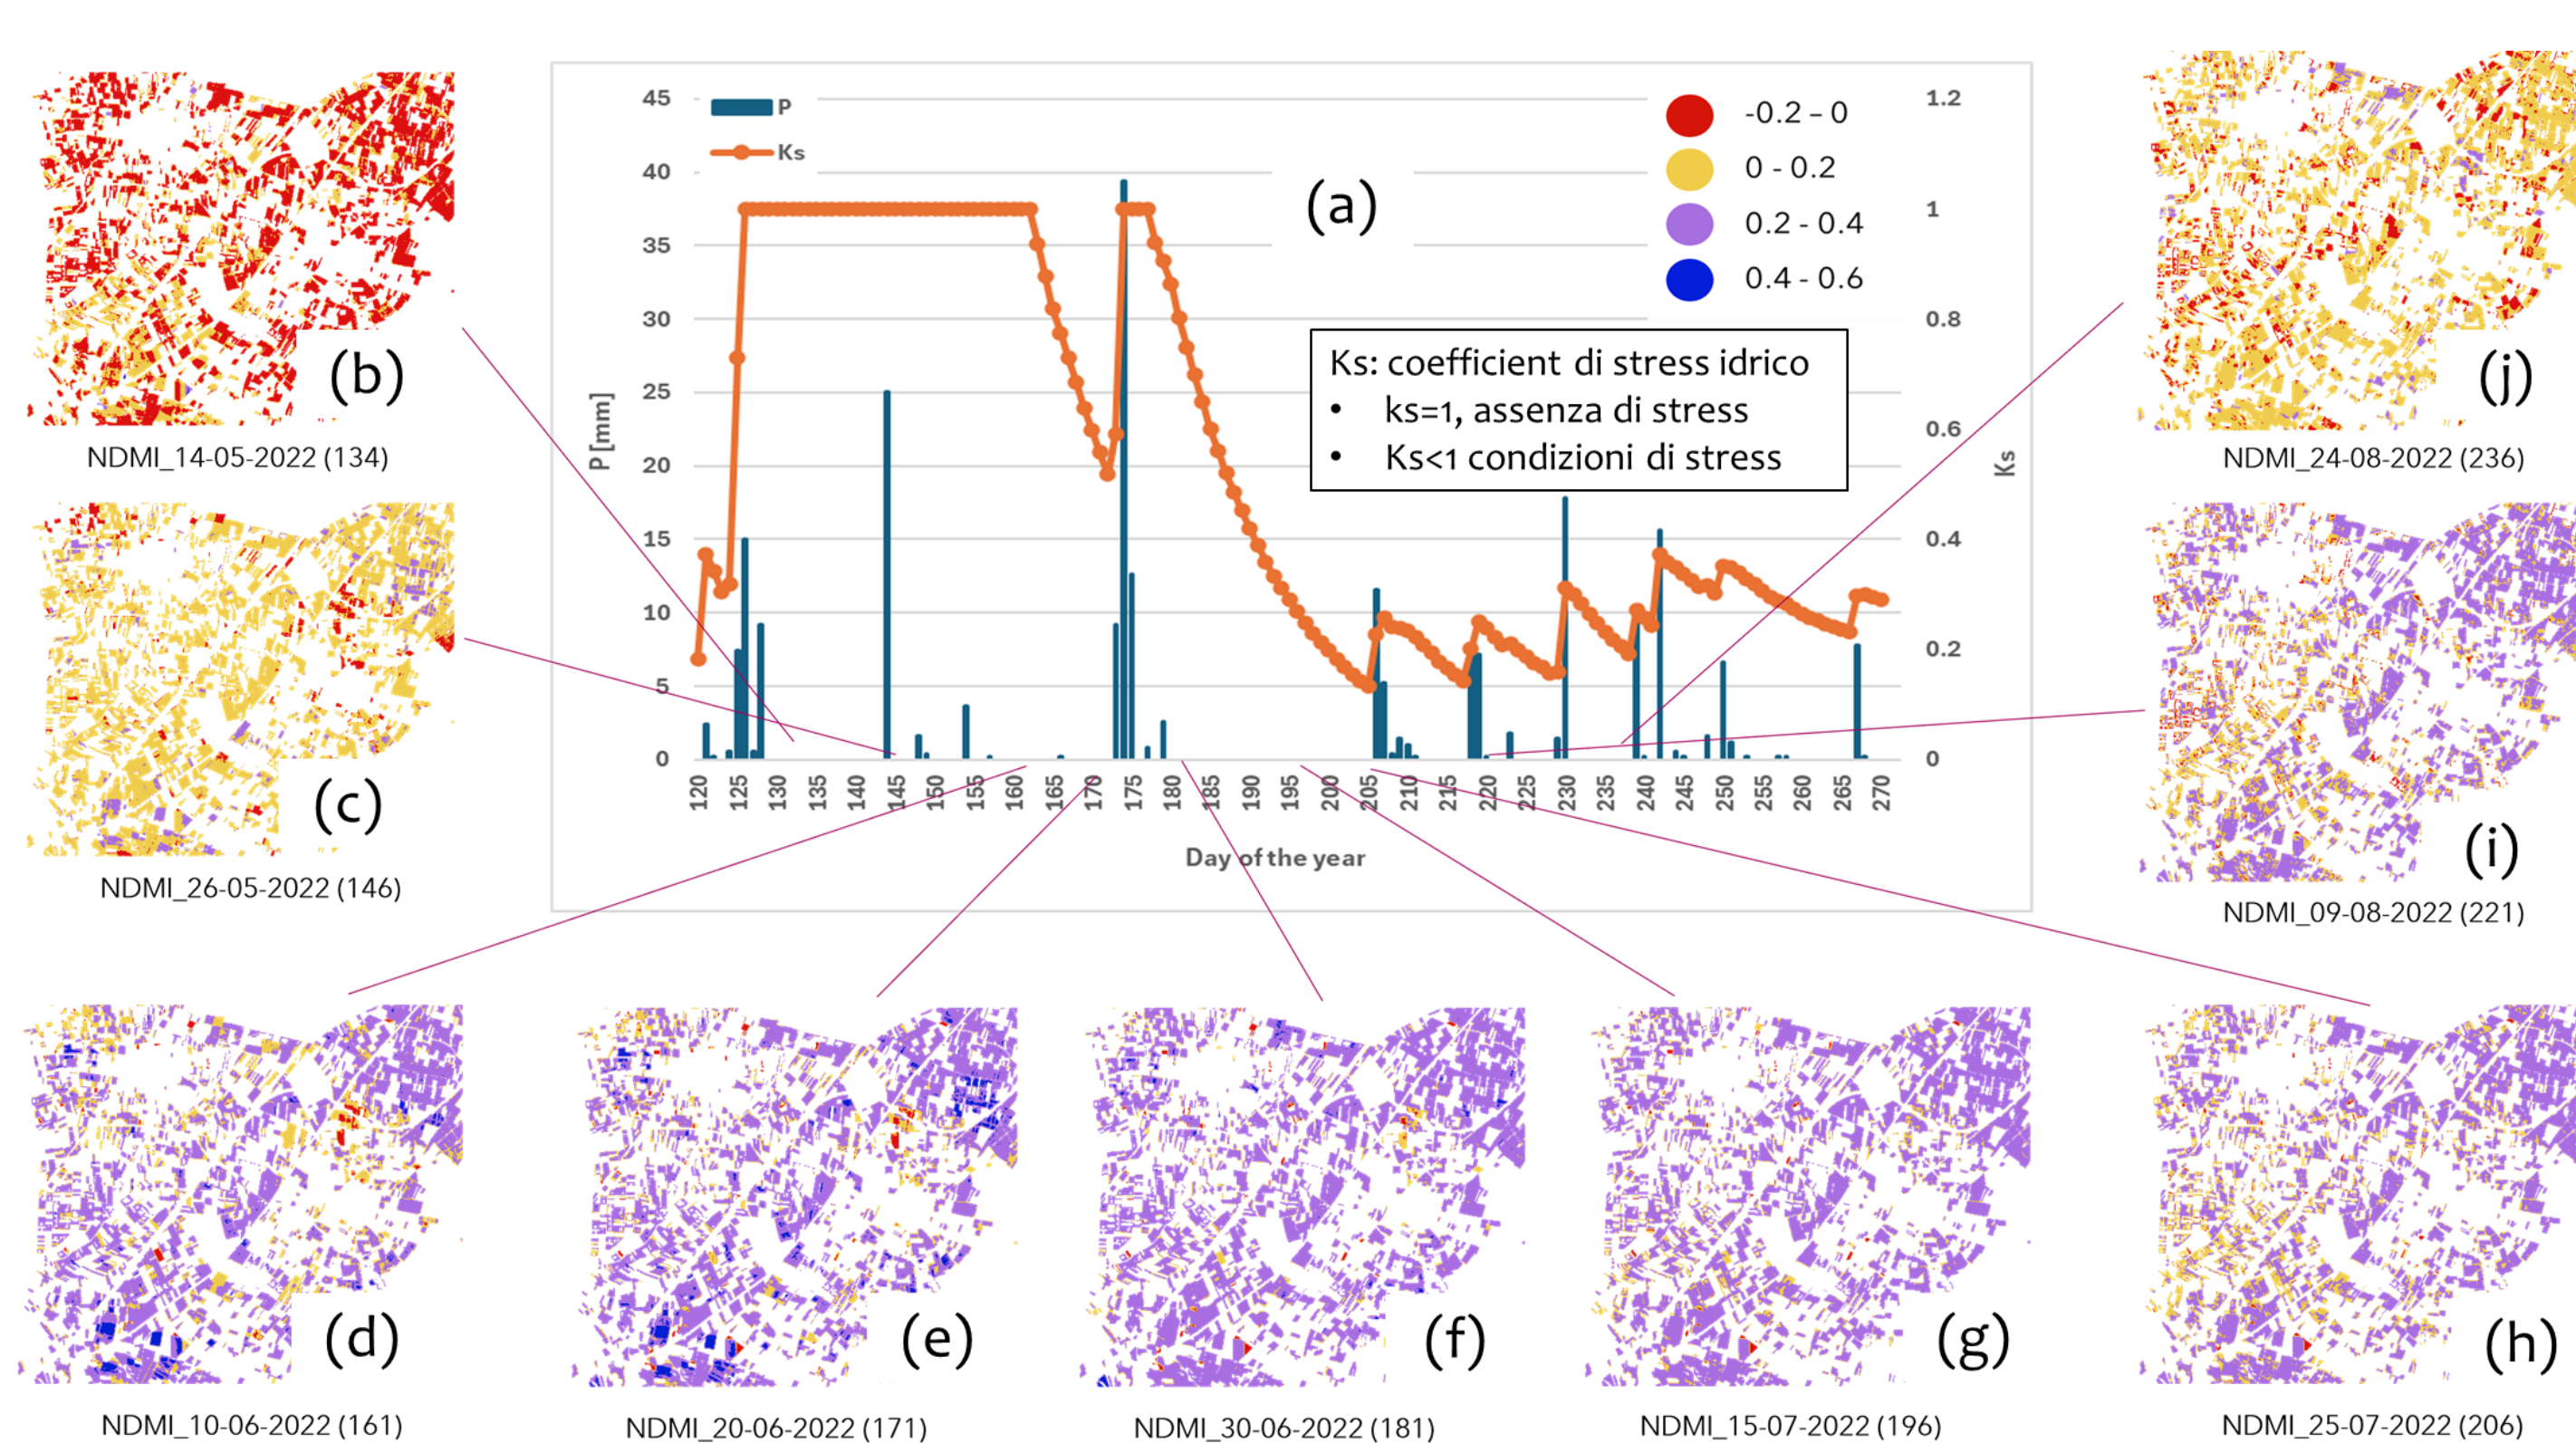 (b)
NDMI_14-05-2022 (134)
(c)
NDMI_26-05-2022 (146)
P
Ks
(a)
-0.2 – 0
0 - 0.2
0.2 - 0.4
0.4 - 0.6
Ks: coefficient di stress idrico
• ks=1, assenza di stress
• Ks<1 condizioni di stress
P [mm]
45
40
35
30
25
20
15
10
5
0
1.2
1
0.8
0.6
0.4
0.2
0
Ks
120 125 130 135 140 145 150 155 160 165 170 175 180 185 190 195 200 205 210 215 220 225 230 235 240 245 250 255 260 265 270
Day of the year
(j)
NDMI_24-08-2022 (236)
(i)
NDMI_09-08-2022 (221)
(d)
NDMI_10-06-2022 (161)
(e)
NDMI_20-06-2022 (171)
(f)
NDMI_30-06-2022 (181)
(g)
NDMI_15-07-2022 (196)
(h)
NDMI_25-07-2022 (206)